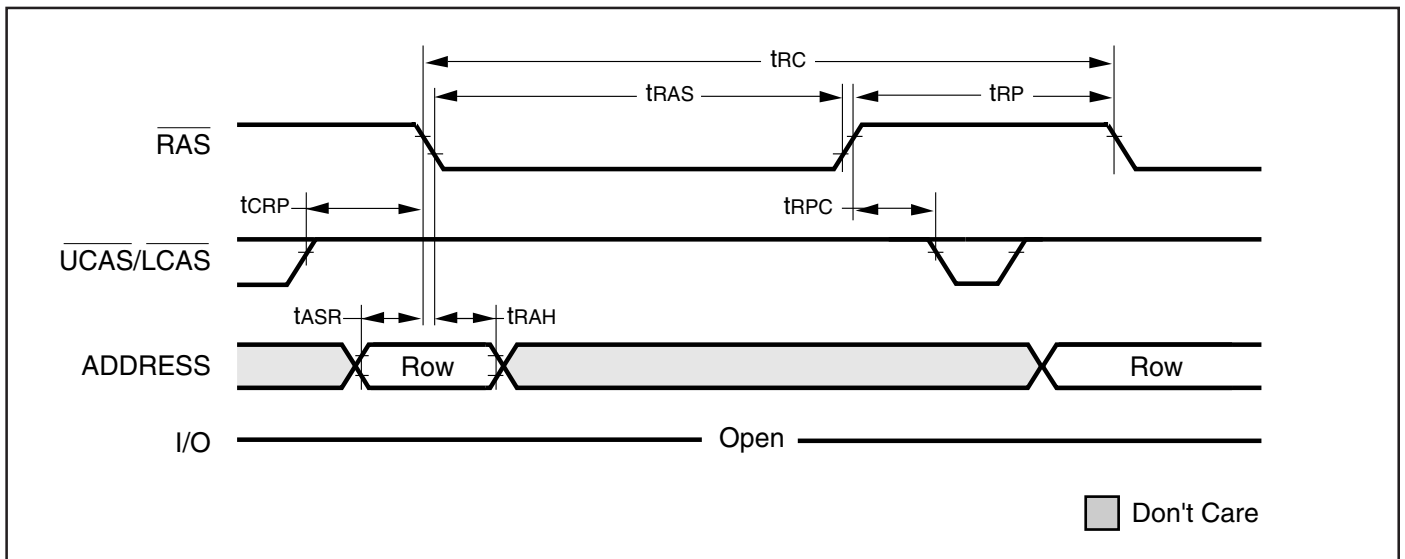 tRC
tRAS
tRP
RAS
tCRP
tRPC
UCAS/LCAS
tASR
tRAH
ADDRESS
Row
Row
I/O
Open
Don't Care